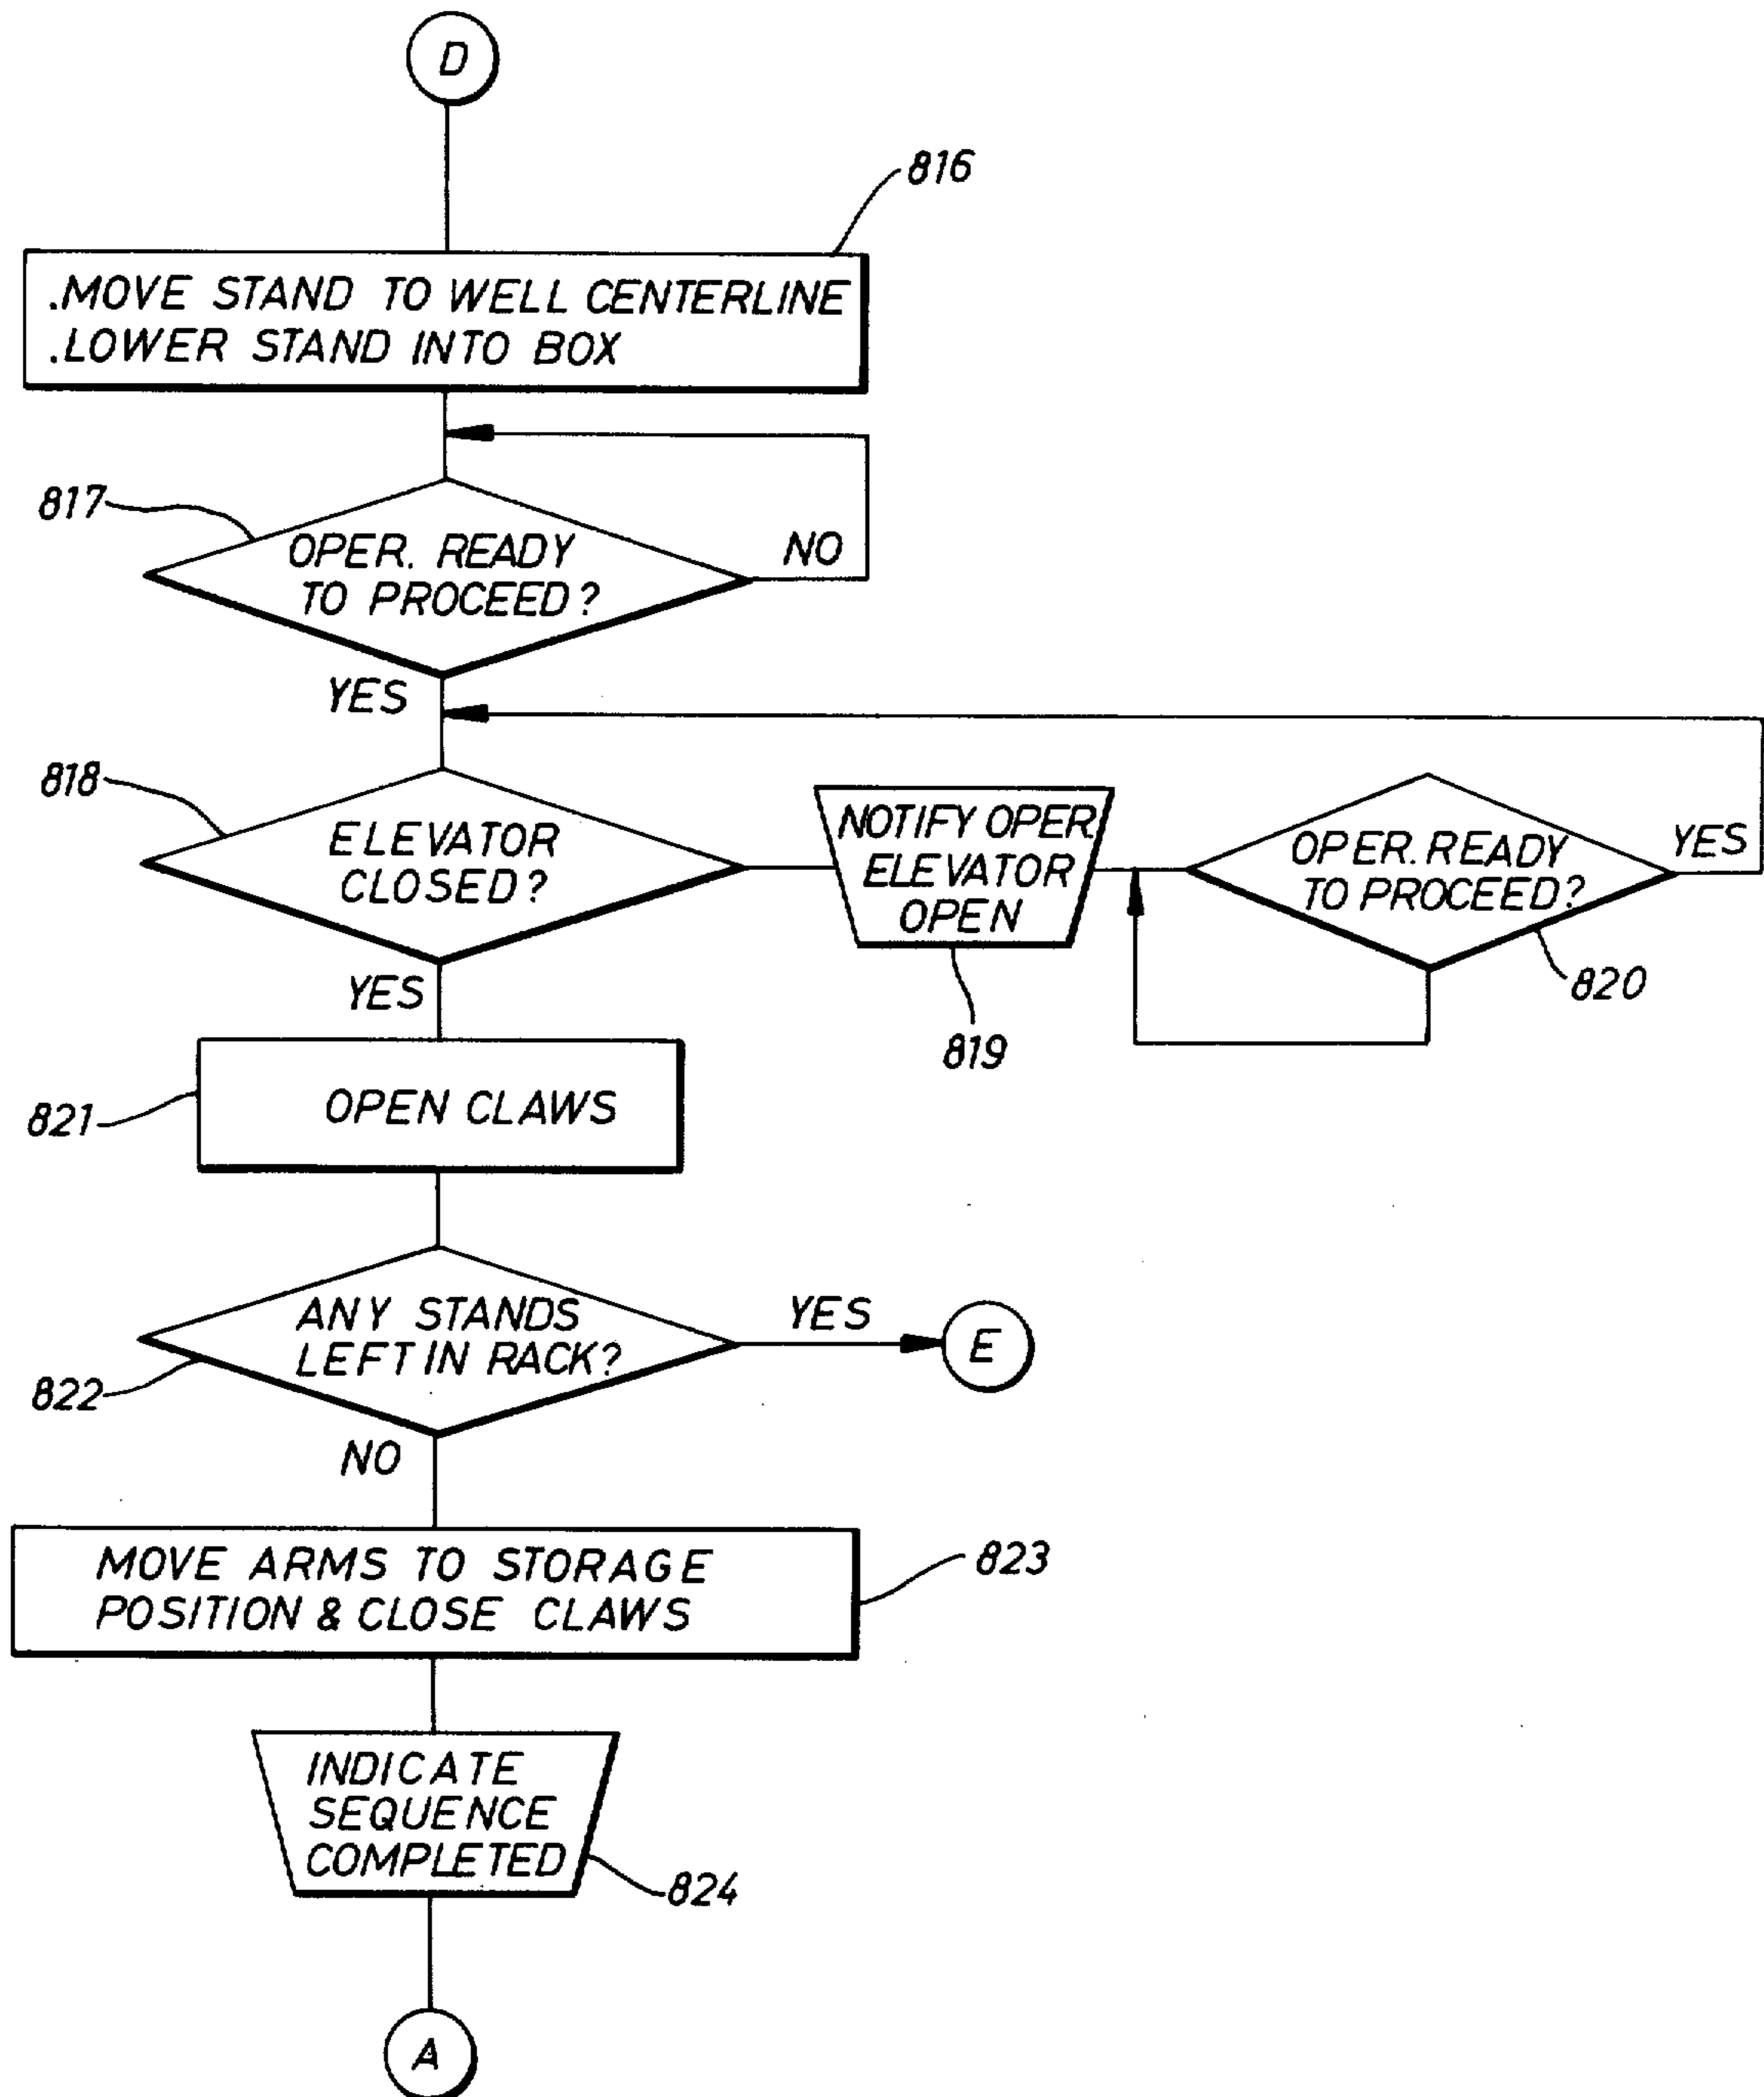 D
816
.MOVE STAND TO WELL CENTERLINE
.LOWER STAND INTO BOX
817
OPER. READY
TO PROCEED?
NO
YES
818
ELEVATOR
CLOSED?
NOTIFY OPER.
ELEVATOR
OPEN
819
OPER. READY
TO PROCEED?
YES
820
YES
821
OPEN CLAWS
ANY STANDS
LEFT IN RACK?
YES
E
822
NO
MOVE ARMS TO STORAGE
POSITION & CLOSE CLAWS
823
INDICATE
SEQUENCE
COMPLETED
824
A